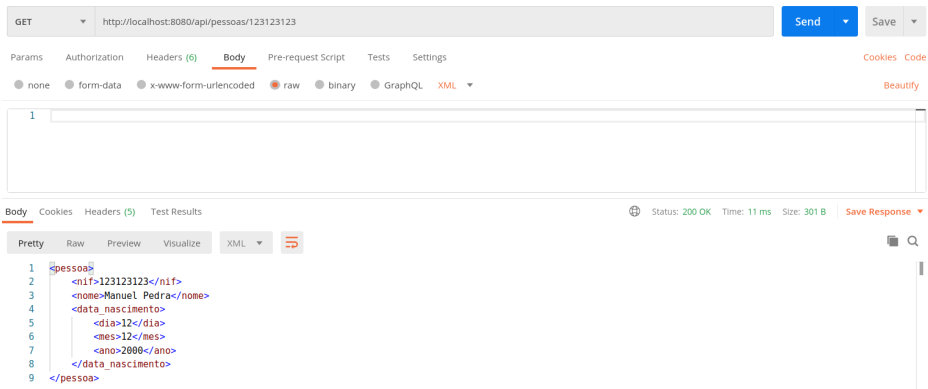 GET http://localhost:8080/api/pessoas/123123123 Send Save
Params Authorization Headers (6) Body Pre-request Script Tests Settings Cookies Code
none form-data x-www-form-urlencoded raw binary GraphQL XML Beautify
1
Body Cookies Headers (5) Test Results Status: 200 OK Time: 11 ms Size: 301 B Save Response
Pretty Raw Preview Visualize XML
1 <pessoa>
2 <nif>123123123</nif>
3 <nome>Manuel Pedra</nome>
4 <data_nascimento>
5 <dia>12</dia>
6 <mes>12</mes>
7 <ano>2000</ano>
8 </data_nascimento>
9 </pessoa>